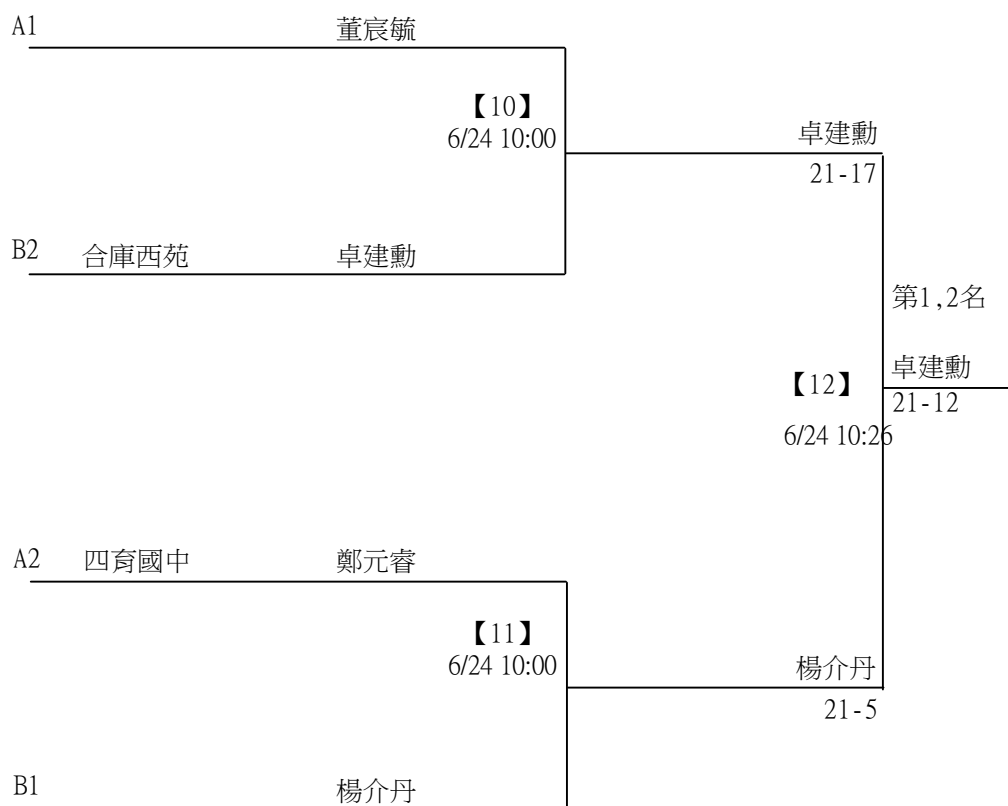 A1 董宸毓
【10】
6/24 10:00
卓建勳
21-17
B2 合庫西苑 卓建勳
第1,2名
卓建勳
【12】
21-12
6/24 10:26
A2 四育國中 鄭元睿
【11】
6/24 10:00
楊介丹
21-5
B1 楊介丹